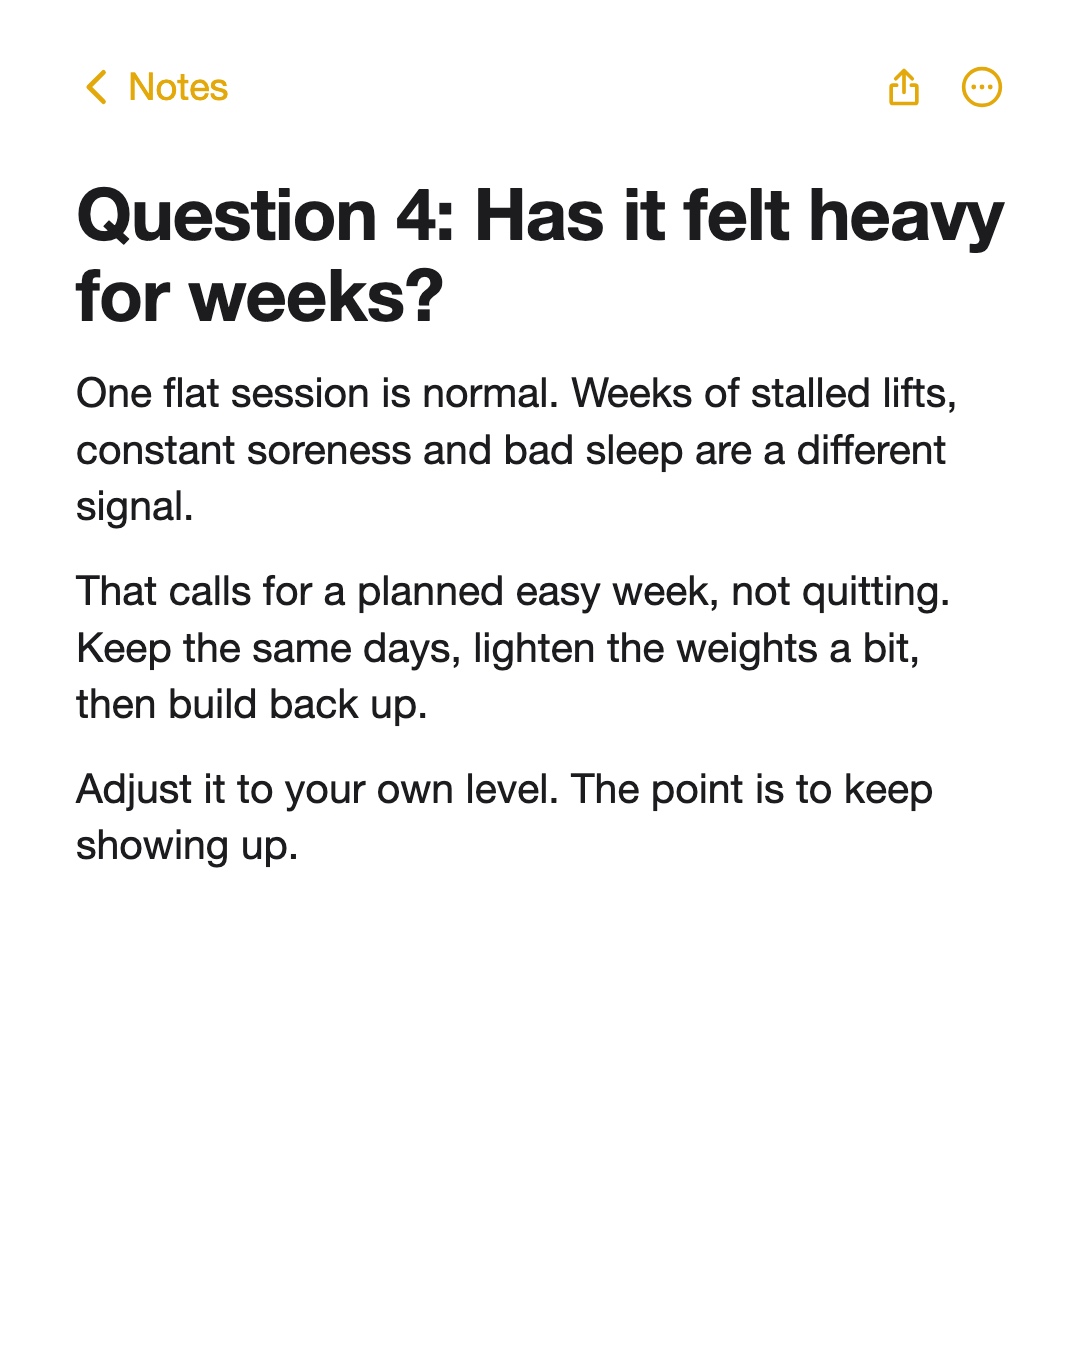 Notes
Question 4: Has it felt heavy
for weeks?
One flat session is normal. Weeks of stalled lifts,
constant soreness and bad sleep are a different
signal.
That calls for a planned easy week, not quitting.
Keep the same days, lighten the weights a bit,
then build back up.
Adjust it to your own level. The point is to keep
showing up.